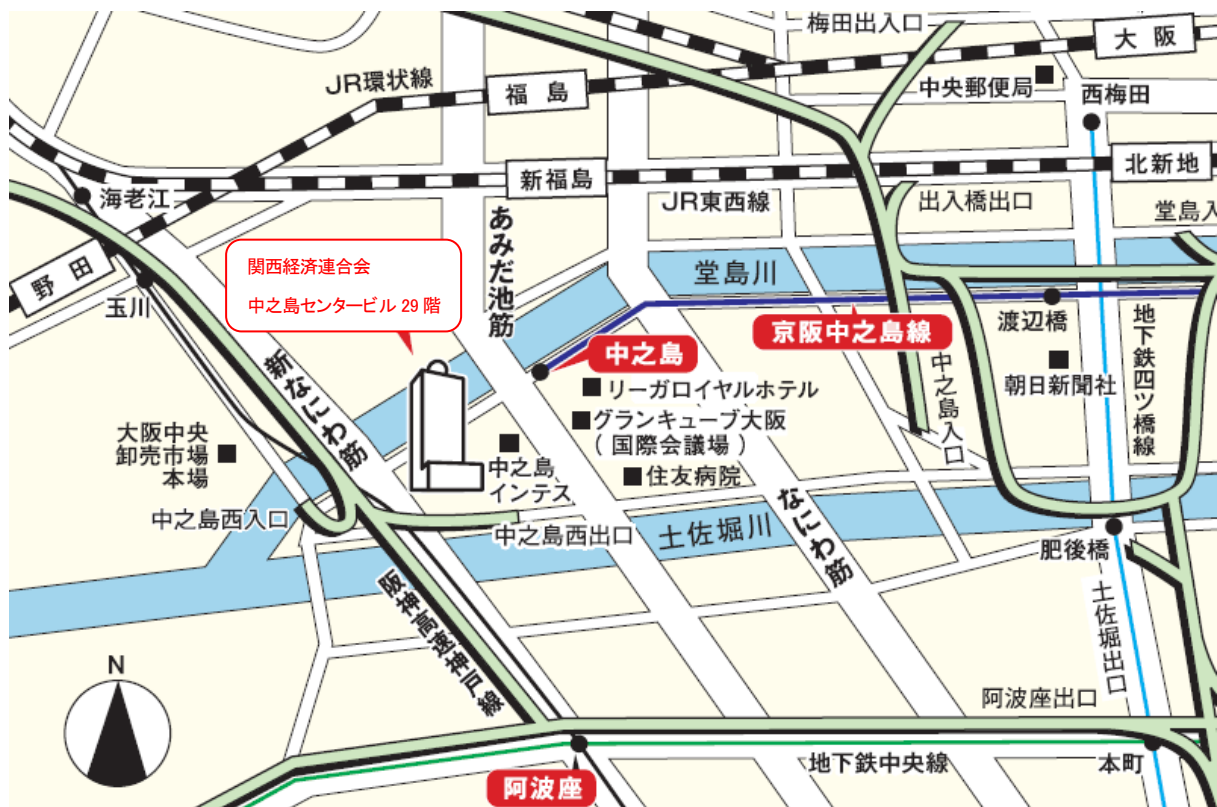 梅田出入口
大阪
JR環状線
福島
中央郵便局
西梅田
海老江
新福島
北新地
JR東西線
出入橋出口
堂島入
あみだ池筋
野田
玉川
関西経済連合会
中之島センタービル 29 階
堂島川
京阪中之島線
渡辺橋
地下鉄四ツ橋線
中之島
リーガロイヤルホテル
グランキューブ大阪
( 国際会議場 )
住友病院
中之島入口
朝日新聞社
新なにわ筋
大阪中央
卸売市場
本場
中之島
インテス
中之島西入口
中之島西出口
土佐堀川
なにわ筋
肥後橋
阪神高速神戸線
土佐堀出口
N
阿波座出口
地下鉄中央線
本町
阿波座